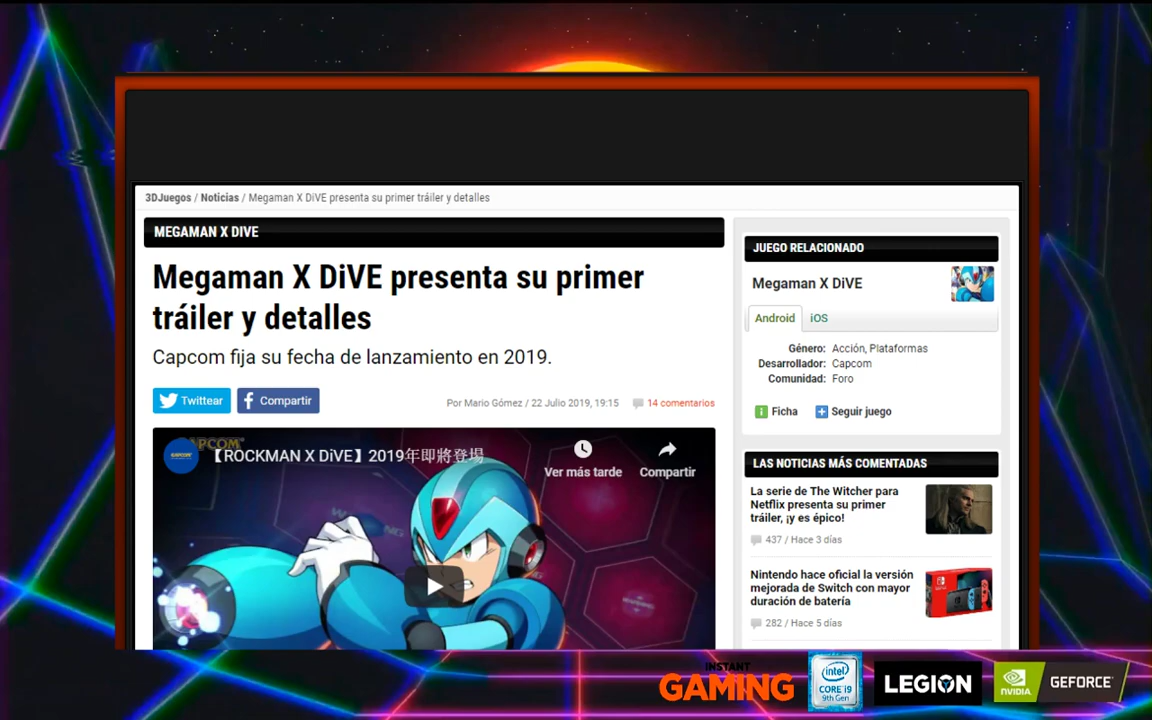 3DJuegos / Noticias / Megaman X DiVE presenta su primer tráiler y detalles
MEGAMAN X DIVE
Megaman X DiVE presenta su primer
tráiler y detalles
Capcom fija su fecha de lanzamiento en 2019.
Twittear
Compartir
Por Mario Gómez / 22 Julio 2019, 19:15
14 comentarios
CAPCOM
【ROCKMAN X DiVE】2019年即將登場
Ver más tarde
Compartir
WARNING
JUEGO RELACIONADO
Megaman X DiVE
Android
iOS
Género: Acción, Plataformas
Desarrollador: Capcom
Comunidad: Foro
Ficha
Seguir juego
LAS NOTICIAS MÁS COMENTADAS
La serie de The Witcher para
Netflix presenta su primer
tráiler, ¡y es épico!
437 / Hace 3 días
Nintendo hace oficial la versión
mejorada de Switch con mayor
duración de batería
282 / Hace 5 días
INSTANT
GAMING
intel
CORE i9
9th Gen
LEGION
NVIDIA
GEFORCE